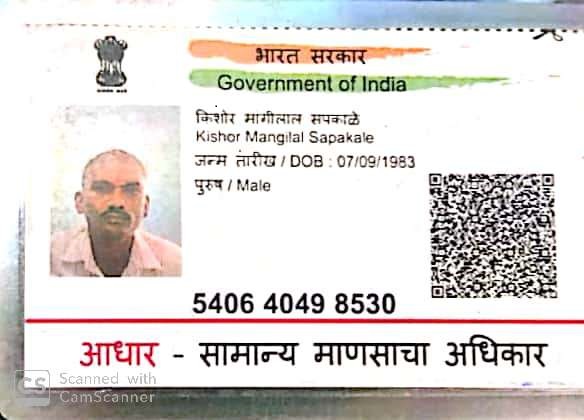 भारत सरकार
Government of India
किशोर मांगीलाल सपकाळे
Kishor Mangilal Sapakale
जन्म तारीख / DOB : 07/09/1983
पुरुष / Male
5406 4049 8530
आधार - सामान्य माणसाचा अधिकार
CS Scanned with
CamScanner